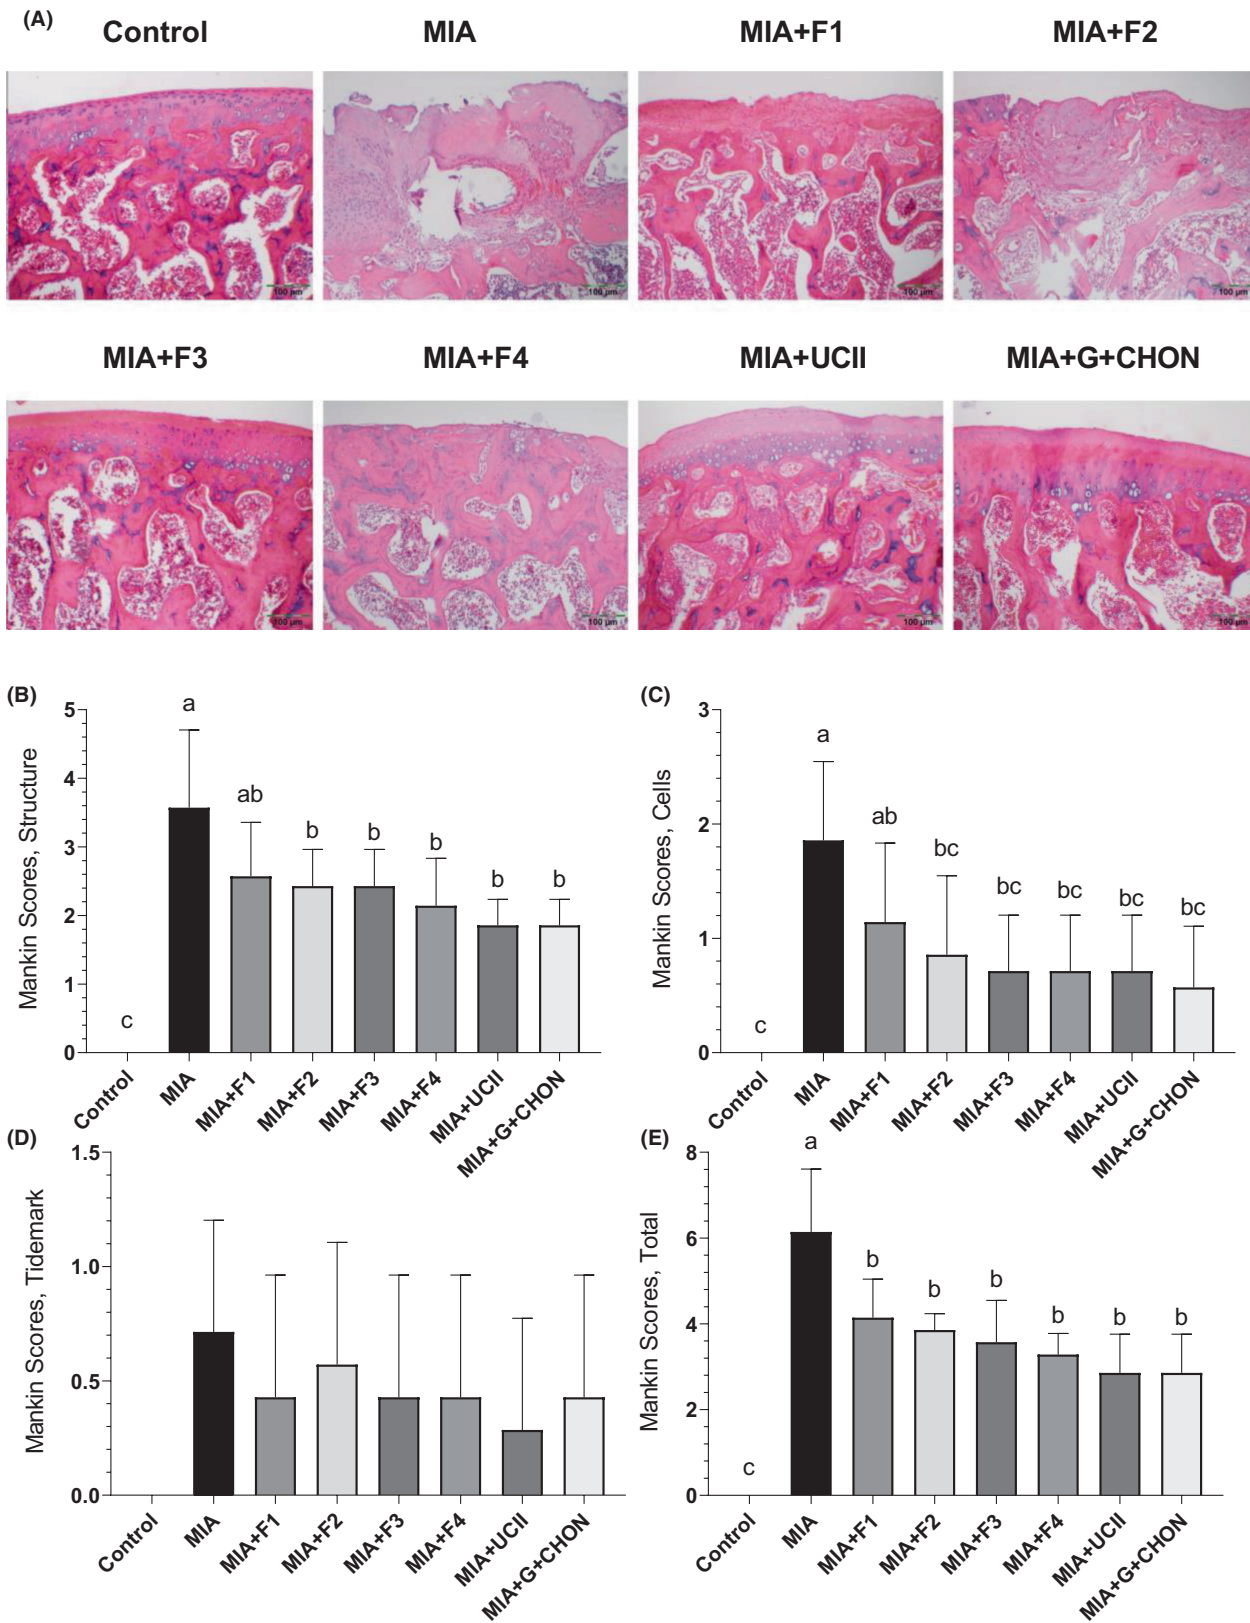 (A)
Control MIA MIA+F1 MIA+F2
100 µm 100 µm 100 µm 100 µm
MIA+F3 MIA+F4 MIA+UCII MIA+G+CHON
100 µm 100 µm 100 µm 100 µm
(B)
Mankin Scores, Structure
5
4
3
2
1
0
c a ab b b b b b
Control MIA MIA+F1 MIA+F2 MIA+F3 MIA+F4 MIA+UCII MIA+G+CHON
(C)
Mankin Scores, Cells
3
2
1
0
c a ab bc bc bc bc bc
Control MIA MIA+F1 MIA+F2 MIA+F3 MIA+F4 MIA+UCII MIA+G+CHON
(D)
Mankin Scores, Tidemark
1.5
1.0
0.5
0.0
Control MIA MIA+F1 MIA+F2 MIA+F3 MIA+F4 MIA+UCII MIA+G+CHON
(E)
Mankin Scores, Total
8
6
4
2
0
c a b b b b b b
Control MIA MIA+F1 MIA+F2 MIA+F3 MIA+F4 MIA+UCII MIA+G+CHON